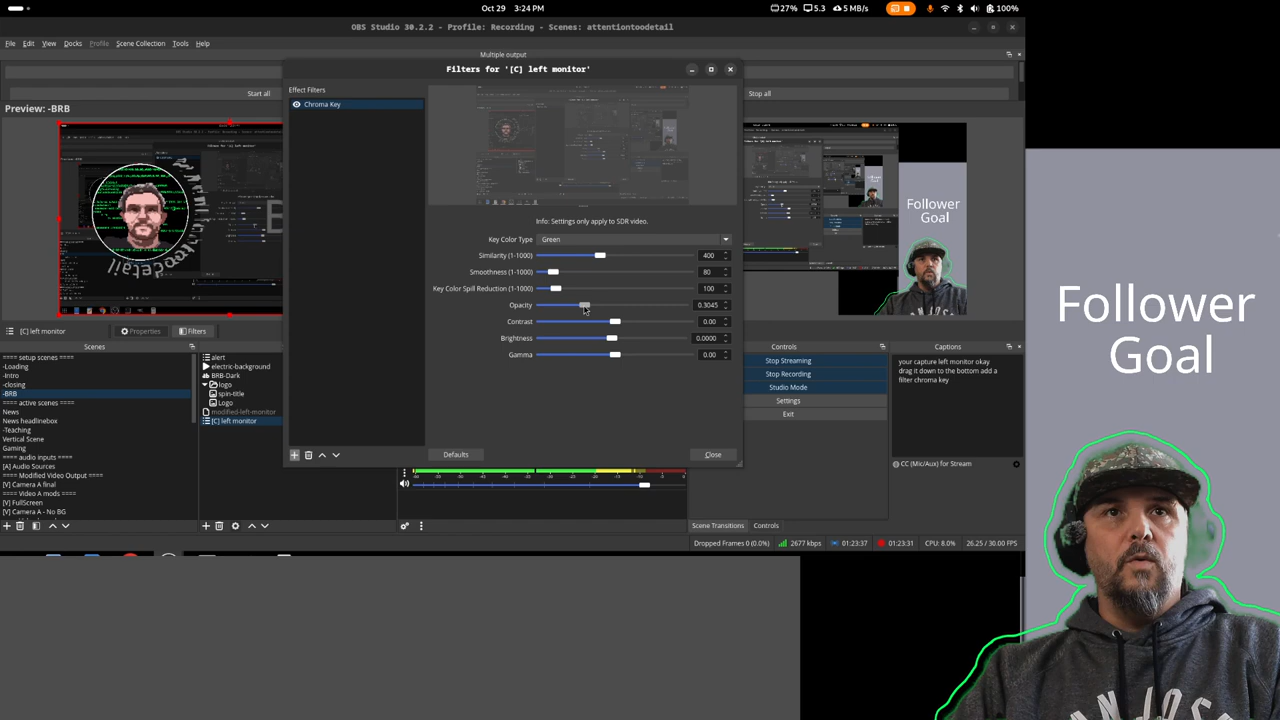 Oct 29 3:24 PM
27% 5.3 5 MB/s 100%
OBS Studio 30.2.2 - Profile: Recording - Scenes: attentiontoodetail
File Edit View Docks Profile Scene Collection Tools Help
Multiple output
Start all
Stop all
Preview: -BRB
Filters for '[C] left monitor'
Effect Filters
Chroma Key
Info: Settings only apply to SDR video.
Key Color Type Green
Similarity (1-1000) 400
Smoothness (1-1000) 80
Key Color Spill Reduction (1-1000) 100
Opacity 0.3045
Contrast 0.00
Brightness 0.0000
Gamma 0.00
Defaults
Close
[C] left monitor
Properties
Filters
Scenes
==== setup scenes ====
-Loading
-Intro
-closing
-BRB
==== active scenes ====
News
News headlinebox
-Teaching
Vertical Scene
Gaming
==== audio inputs ====
[A] Audio Sources
==== Modified Video Output ====
[V] Camera A final
==== Video A mods ====
[V] FullScreen
[V] Camera A - No BG
alert
electric-background
BRB-Dark
logo
spin-title
Logo
modified-left-monitor
[C] left monitor
Controls
Stop Streaming
Stop Recording
Studio Mode
Settings
Exit
Captions
your capture left monitor okay
drag it down to the bottom add a
filter chroma key
CC (Mic/Aux) for Stream
Scene Transitions
Controls
Dropped Frames 0 (0.0%) 2677 kbps 01:23:37 01:23:31 CPU: 8.0% 26.25 / 30.00 FPS
Follower
Goal
Follower
Goal